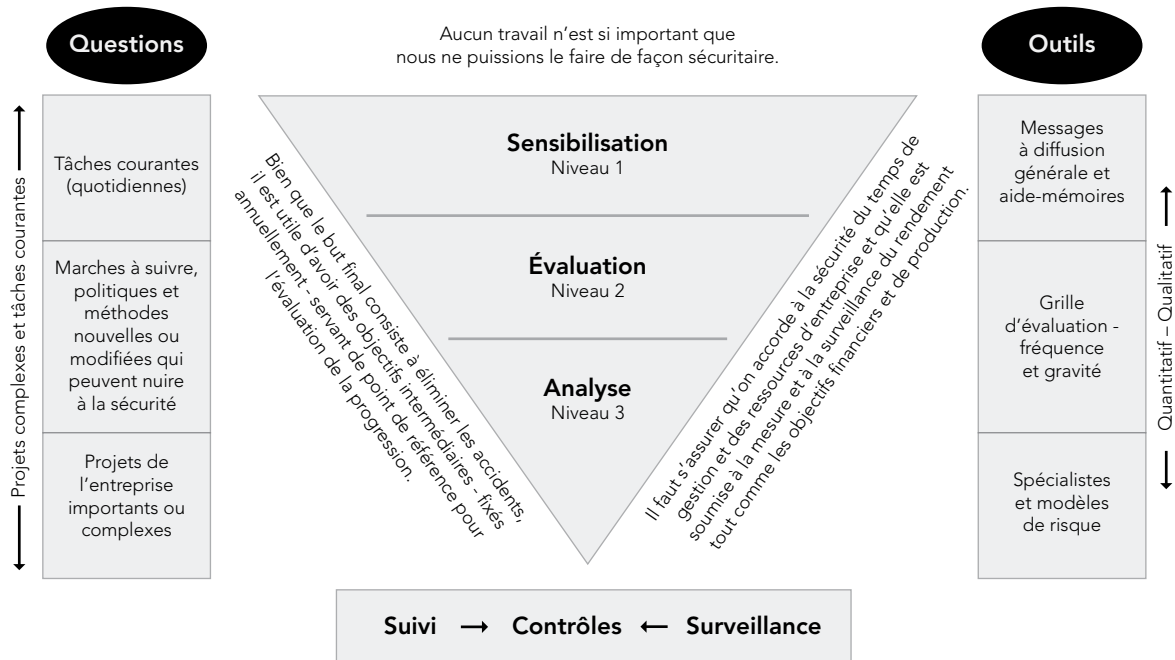 Questions
Aucun travail n'est si important que
nous ne puissions le faire de façon sécuritaire.
Outils
Projets complexes et tâches courantes
Tâches courantes
(quotidiennes)
Marches à suivre,
politiques et
méthodes
nouvelles ou
modifiées qui
peuvent nuire
à la sécurité
Projets de
l'entreprise
importants ou
complexes
Bien que le but final consiste à éliminer les accidents,
il est utile d'avoir des objectifs intermédiaires - fixés
annuellement - servant de point de référence pour
l'évaluation de la progression.
Sensibilisation
Niveau 1
Évaluation
Niveau 2
Analyse
Niveau 3
Il faut s'assurer qu'on accorde à la sécurité du temps de
gestion et des ressources d'entreprise et qu'elle est
soumise à la mesure et à la surveillance du rendement
tout comme les objectifs financiers et de production.
Messages
à diffusion
générale et
aide-mémoires
Grille
d'évaluation -
fréquence
et gravité
Spécialistes
et modèles
de risque
Quantitatif – Qualitatif
Suivi → Contrôles ← Surveillance